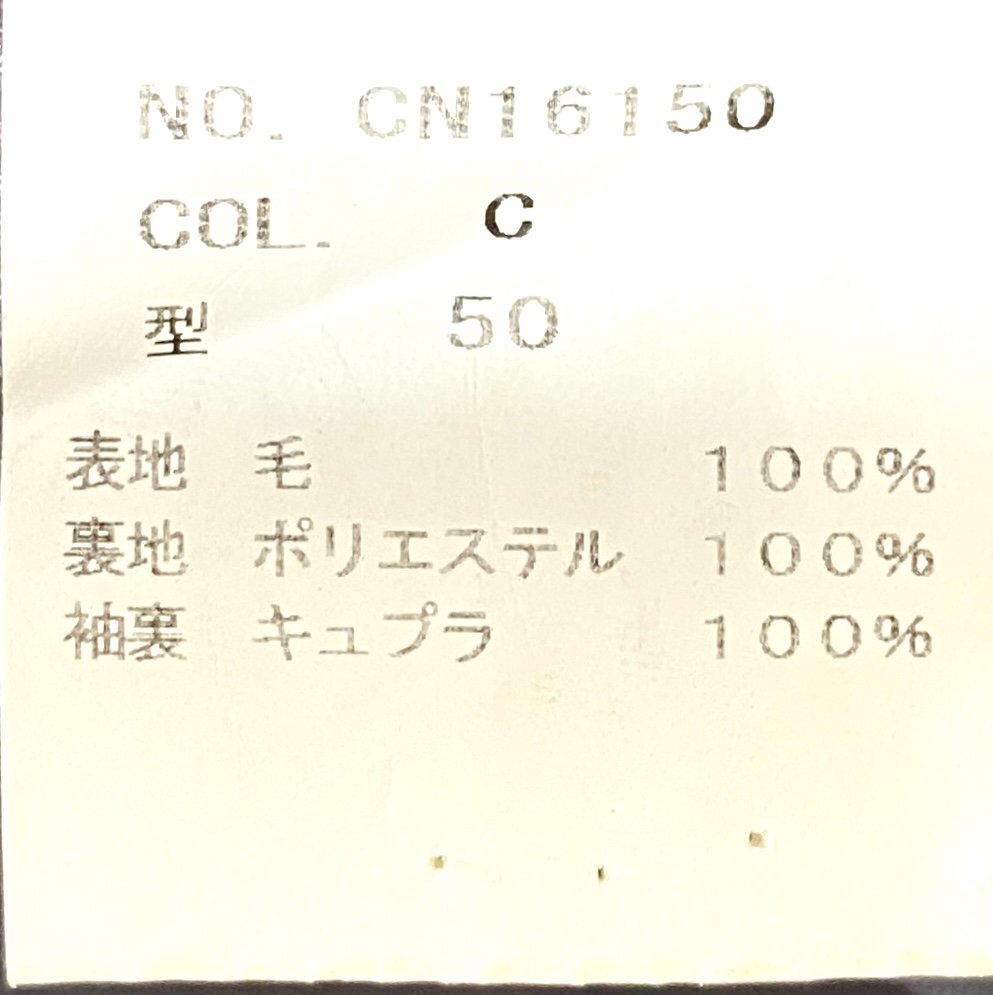 NO. CN16150
COL. C
型 50
表地 毛 100%
裏地 ポリエステル 100%
袖裏 キュプラ 100%